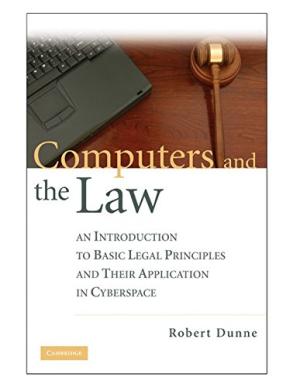 Computers and
the Law
AN INTRODUCTION
TO BASIC LEGAL PRINCIPLES
AND THEIR APPLICATION
IN CYBERSPACE
Robert Dunne
CAMBRIDGE